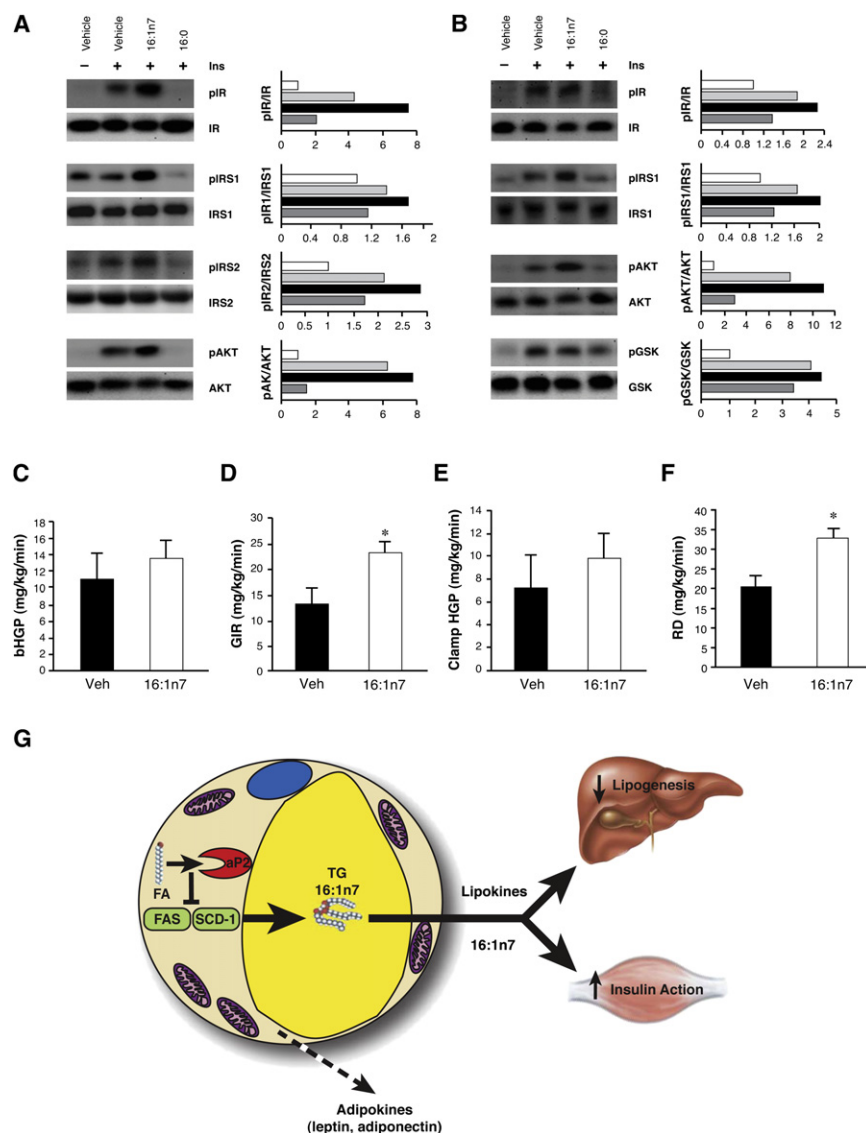 A
Vehicle
Vehicle
16:1n7
16:0
– + + + Ins
pIR
IR
pIR/IR
0 2 4 6 8
pIRS1
IRS1
pIR1/IRS1
0 0.4 0.8 1.2 1.6 2
pIRS2
IRS2
pIR2/IRS2
0 0.5 1 1.5 2 2.5 3
pAKT
AKT
pAK/AKT
0 2 4 6 8
B
Vehicle
Vehicle
16:1n7
16:0
– + + + Ins
pIR
IR
pIR/IR
0 0.4 0.8 1.2 1.6 2 2.4
pIRS1
IRS1
pIRS1/IRS1
0 0.4 0.8 1.2 1.6 2
pAKT
AKT
pAKT/AKT
0 2 4 6 8 10 12
pGSK
GSK
pGSK/GSK
0 1 2 3 4 5
C
bHGP (mg/kg/min)
18
16
14
12
10
8
6
4
2
0
Veh 16:1n7
D
GIR (mg/kg/min)
30
25
20
15
10
5
0
*
Veh 16:1n7
E
Clamp HGP (mg/kg/min)
14
12
10
8
6
4
2
0
Veh 16:1n7
F
RD (mg/kg/min)
40
35
30
25
20
15
10
5
0
*
Veh 16:1n7
G
FA
aP2
FAS SCD-1
TG
16:1n7
Lipokines
16:1n7
Lipogenesis
Insulin Action
Adipokines
(leptin, adiponectin)